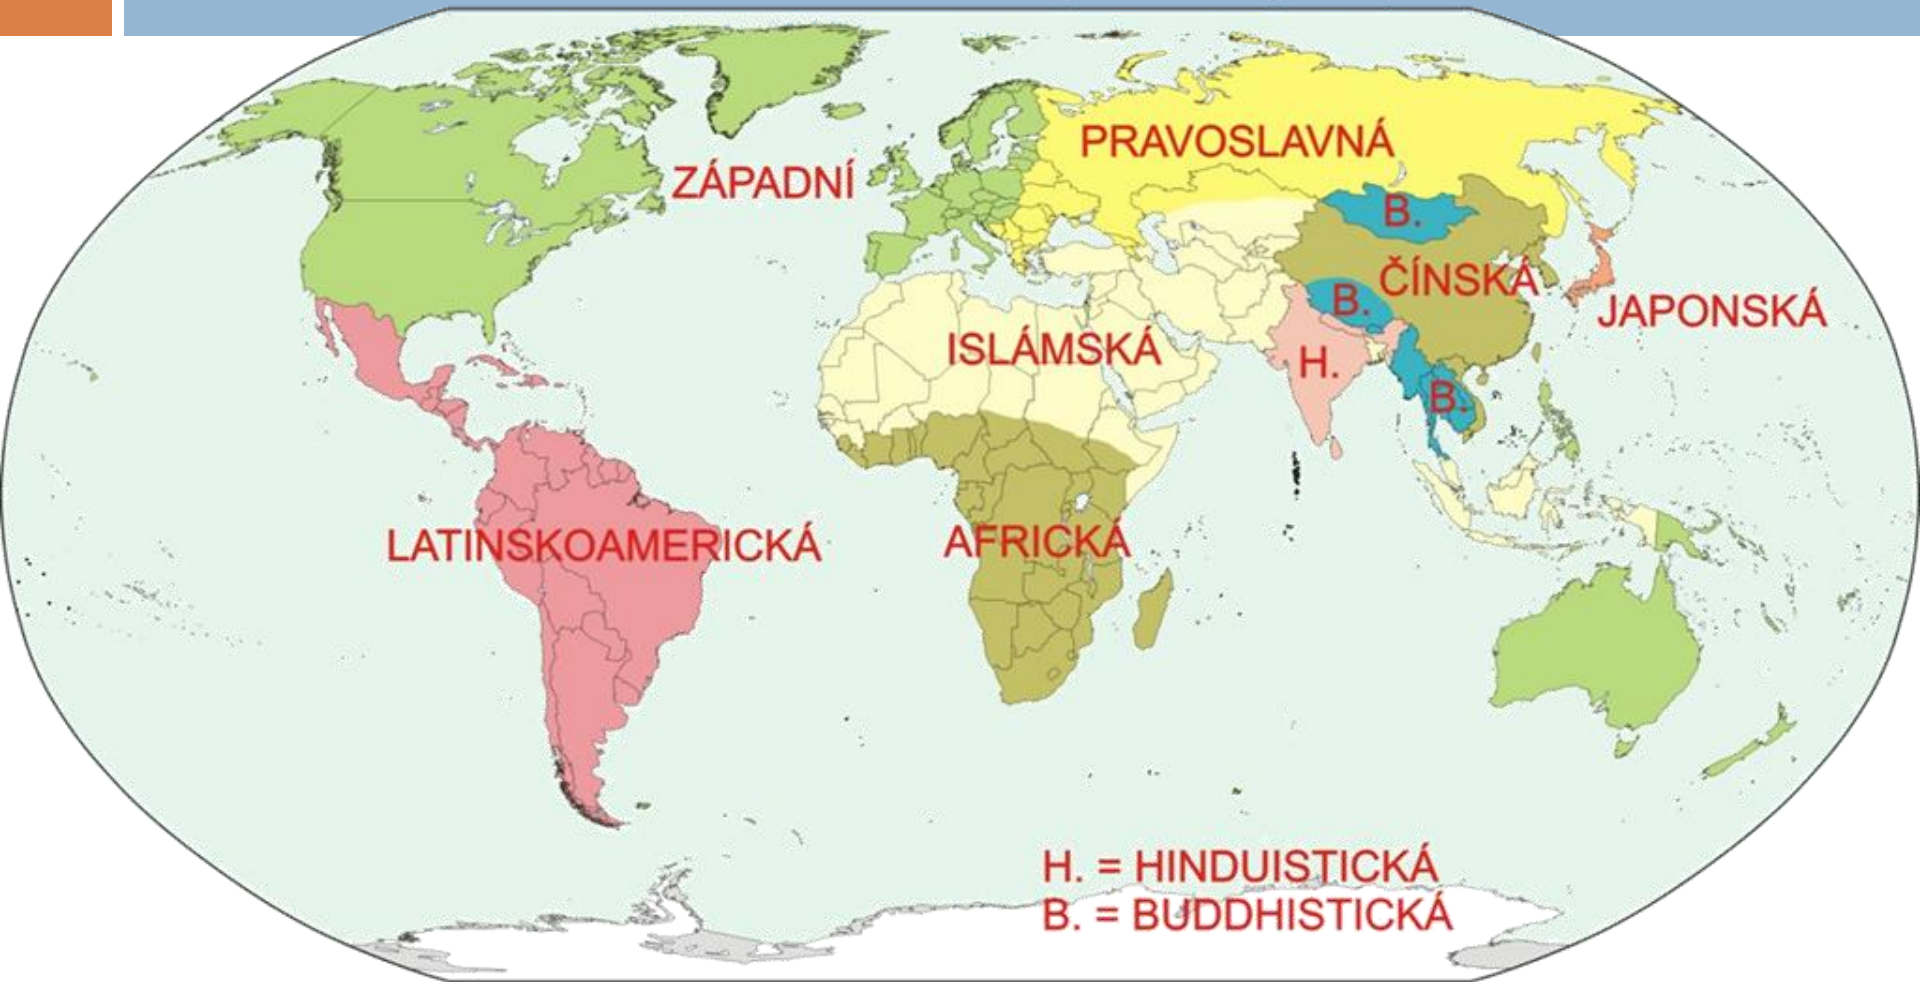 PRAVOSLAVNÁ
ZÁPADNÍ
B.
ČÍNSKÁ
B.
JAPONSKÁ
ISLÁMSKÁ
H.
B.
LATINSKOAMERICKÁ
AFRICKÁ
H. = HINDUISTICKÁ
B. = BUDDHISTICKÁ